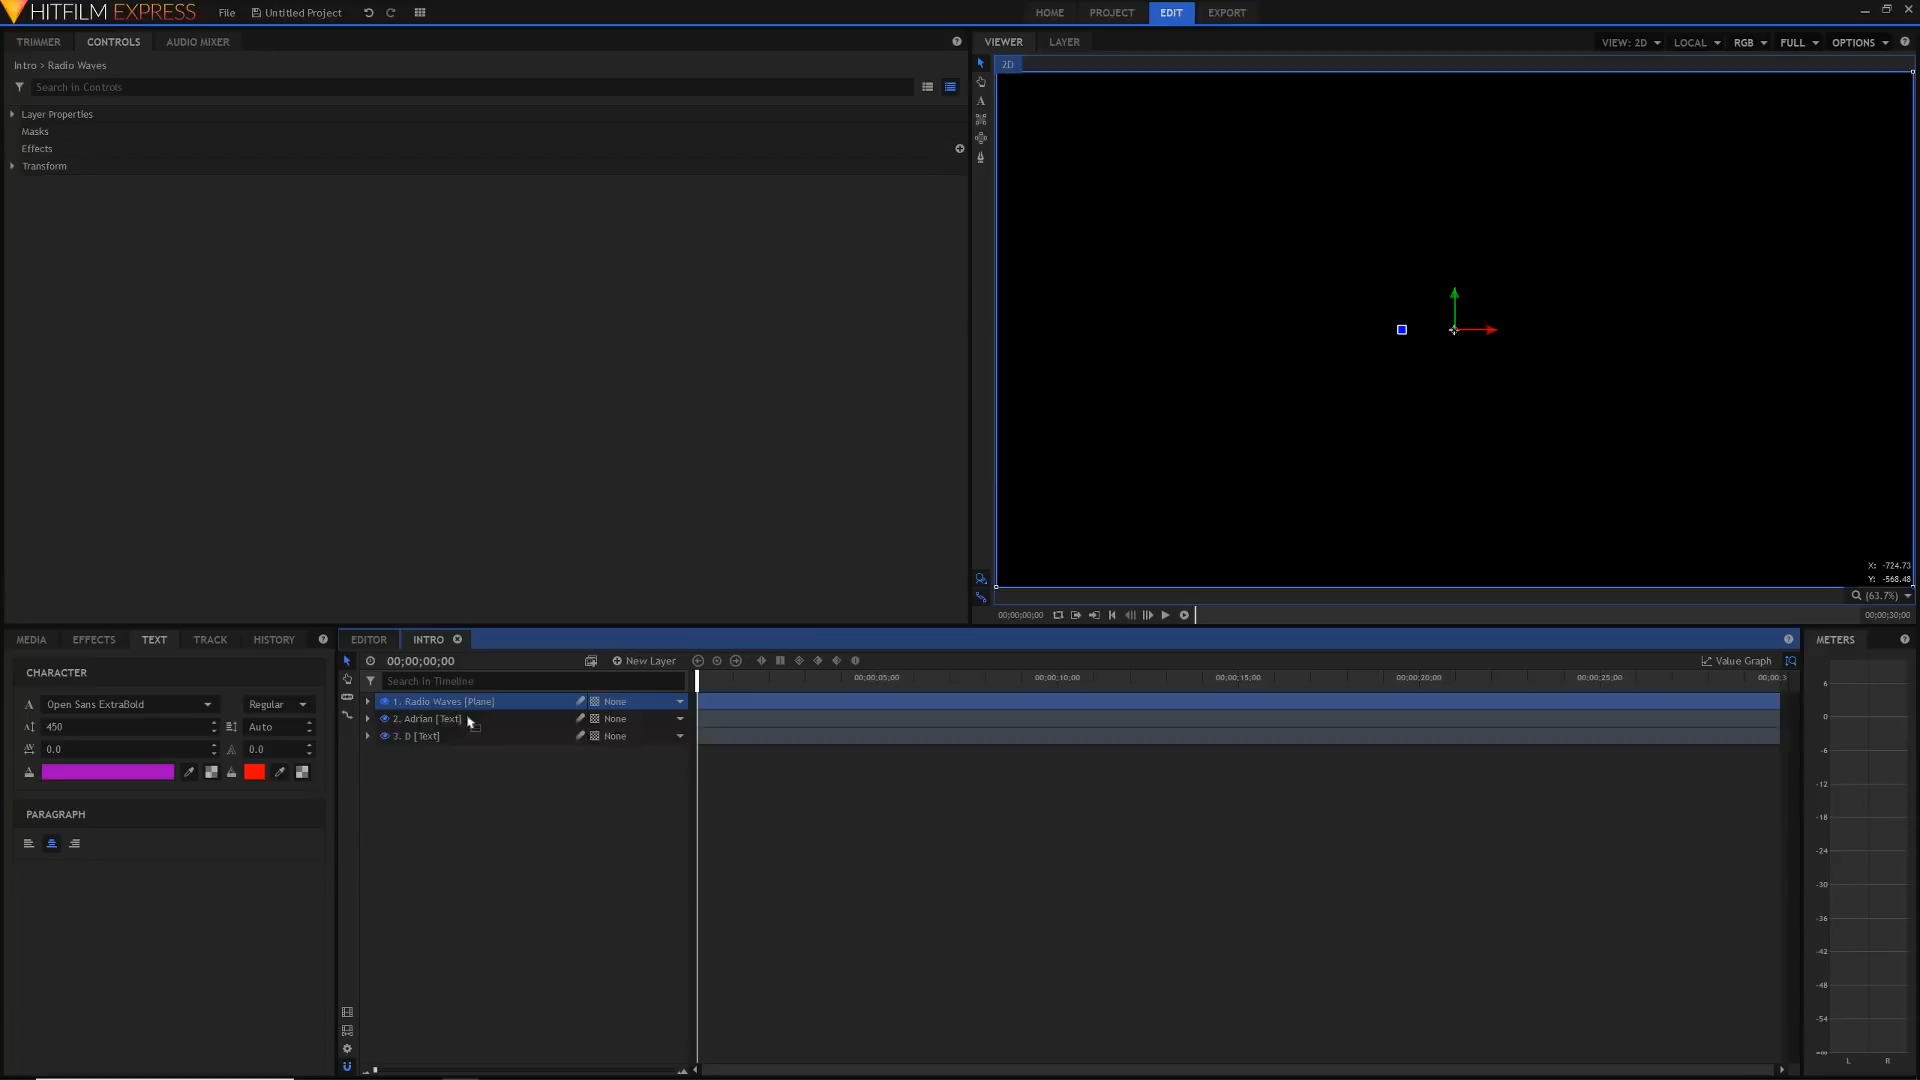 HITFILM EXPRESS File Untitled Project HOME PROJECT EDIT EXPORT
TRIMMER CONTROLS AUDIO MIXER
Intro > Radio Waves
Search in Controls
Layer Properties
Masks
Effects
Transform
VIEWER LAYER VIEW: 2D LOCAL RGB FULL OPTIONS
2D
X: -724.73
Y: -568.48
(63.7%)
00;00;00;00 00;00;30;00
MEDIA EFFECTS TEXT TRACK HISTORY
CHARACTER
Open Sans ExtraBold Regular
450 Auto
0.0 0.0
PARAGRAPH
EDITOR INTRO
00;00;00;00 New Layer Value Graph
Search in Timeline
00;00;05;00 00;00;10;00 00;00;15;00 00;00;20;00 00;00;25;00 00;00;3
1. Radio Waves [Plane] None
2. Adrian [Text] None
3. D [Text] None
METERS
6
0
-6
-12
-18
-24
-30
-36
-42
-48
-54
-∞
L R